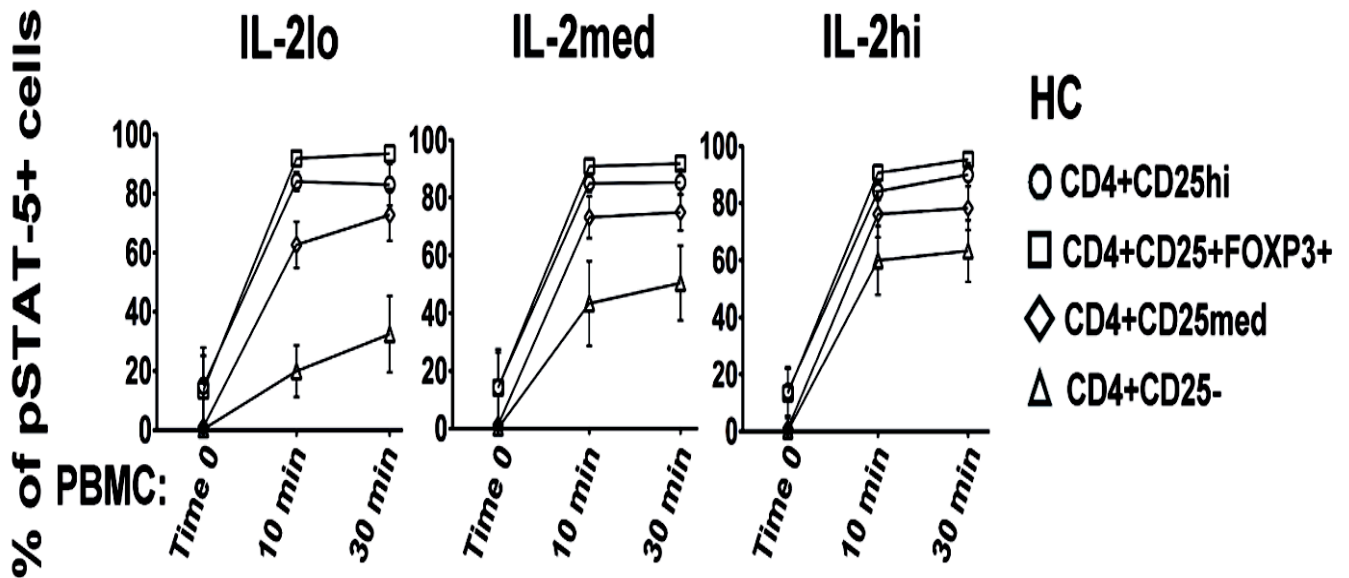 % of pSTAT-5+ cells
IL-2lo
100
80
60
40
20
0
Time 0
10 min
30 min
IL-2med
100
80
60
40
20
0
Time 0
10 min
30 min
IL-2hi
100
80
60
40
20
0
Time 0
10 min
30 min
PBMC:
HC
CD4+CD25hi
CD4+CD25+FOXP3+
CD4+CD25med
CD4+CD25-